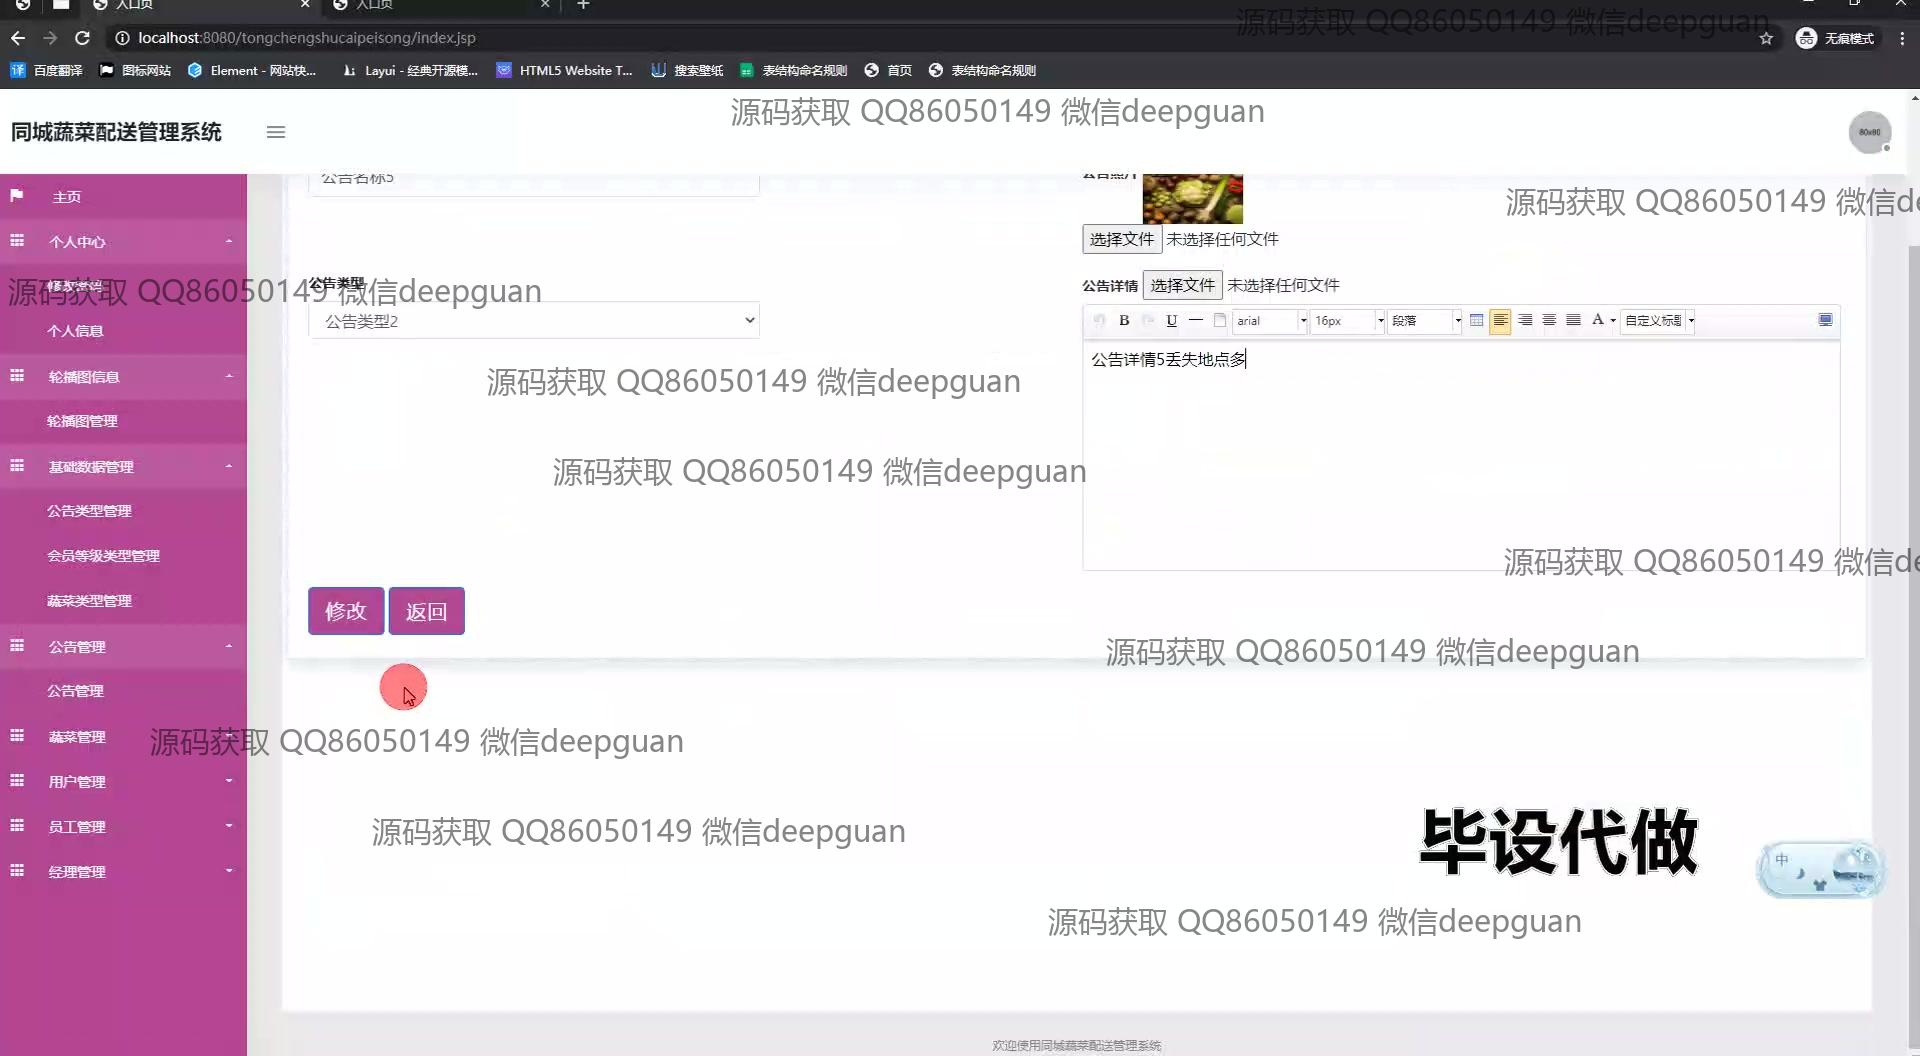 入口页
入口页
localhost:8080/tongchengshucaipeisong/index.jsp
无痕模式
源码获取 QQ86050149 微信deepguan
译 百度翻译 图标网站 Element - 网站快... Layui - 经典开源模... HTML5 Website T... 搜索壁纸 表结构命名规则 首页 表结构命名规则
源码获取 QQ86050149 微信deepguan
同城蔬菜配送管理系统
80x80
主页
公告名称5
公告照片
源码获取 QQ86050149 微信de
个人中心
选择文件 未选择任何文件
修改密码
源码获取 QQ86050149 微信deepguan
公告类型
公告详情 选择文件 未选择任何文件
个人信息
公告类型2
B U arial 16px 段落 A 自定义标题
公告详情5丢失地点多
轮播图信息
源码获取 QQ86050149 微信deepguan
轮播图管理
基础数据管理
源码获取 QQ86050149 微信deepguan
公告类型管理
会员等级类型管理
源码获取 QQ86050149 微信de
蔬菜类型管理
修改 返回
公告管理
源码获取 QQ86050149 微信deepguan
公告管理
蔬菜管理
源码获取 QQ86050149 微信deepguan
用户管理
员工管理
源码获取 QQ86050149 微信deepguan
毕设代做
中
经理管理
源码获取 QQ86050149 微信deepguan
欢迎使用同城蔬菜配送管理系统